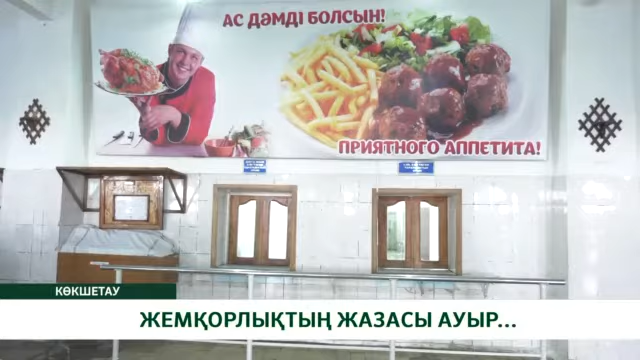 АС ДӘМДІ БОЛСЫН!
ПРИЯТНОГО АППЕТИТА!
КӨКШЕТАУ
ЖЕМҚОРЛЫҚТЫҢ ЖАЗАСЫ АУЫР...